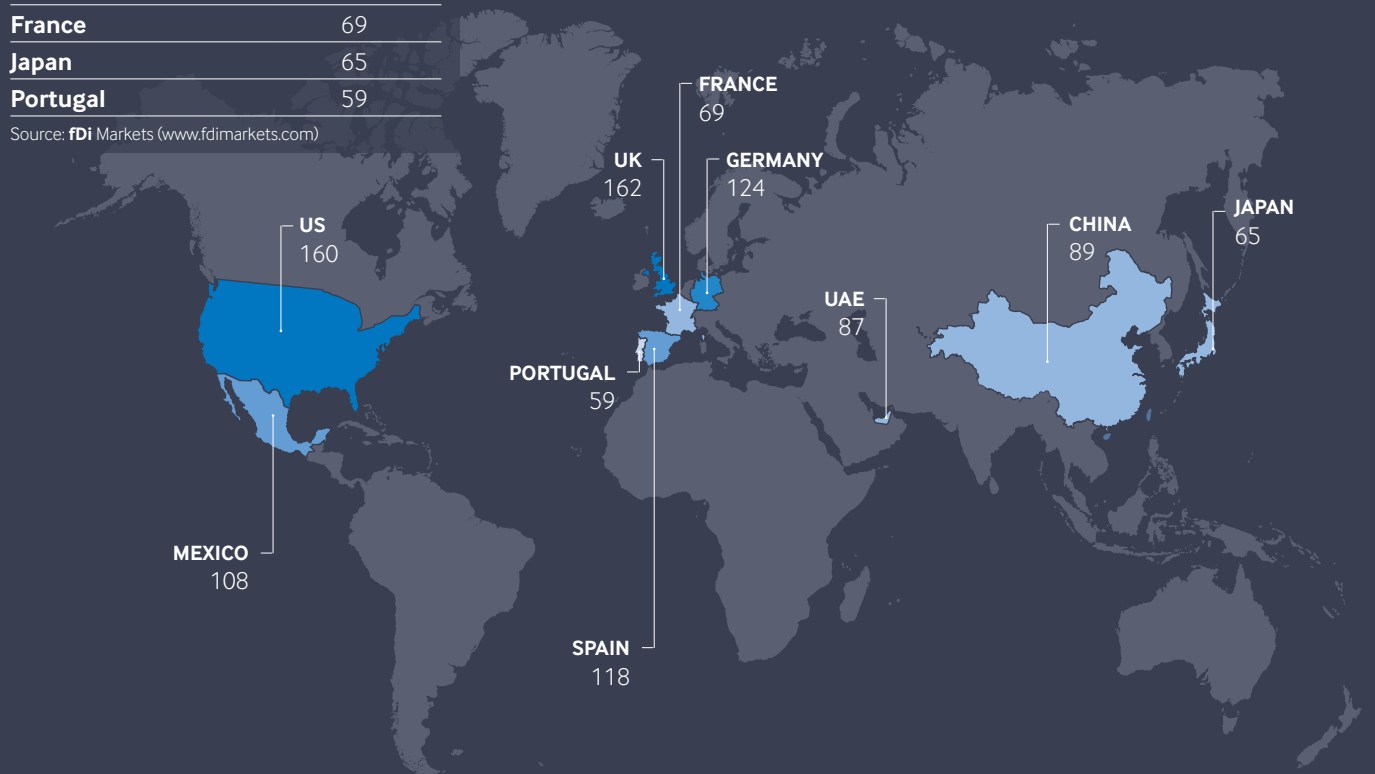 France 69
Japan 65
Portugal 59
Source: fDi Markets (www.fdimarkets.com)
FRANCE
69
UK
162
GERMANY
124
US
160
CHINA
89
JAPAN
65
UAE
87
PORTUGAL
59
MEXICO
108
SPAIN
118